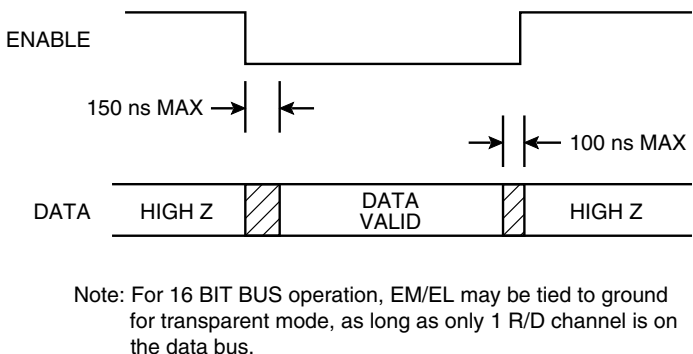 ENABLE
150 ns MAX
100 ns MAX
DATA
HIGH Z
DATA
VALID
HIGH Z
Note: For 16 BIT BUS operation, EM/EL may be tied to ground
for transparent mode, as long as only 1 R/D channel is on
the data bus.